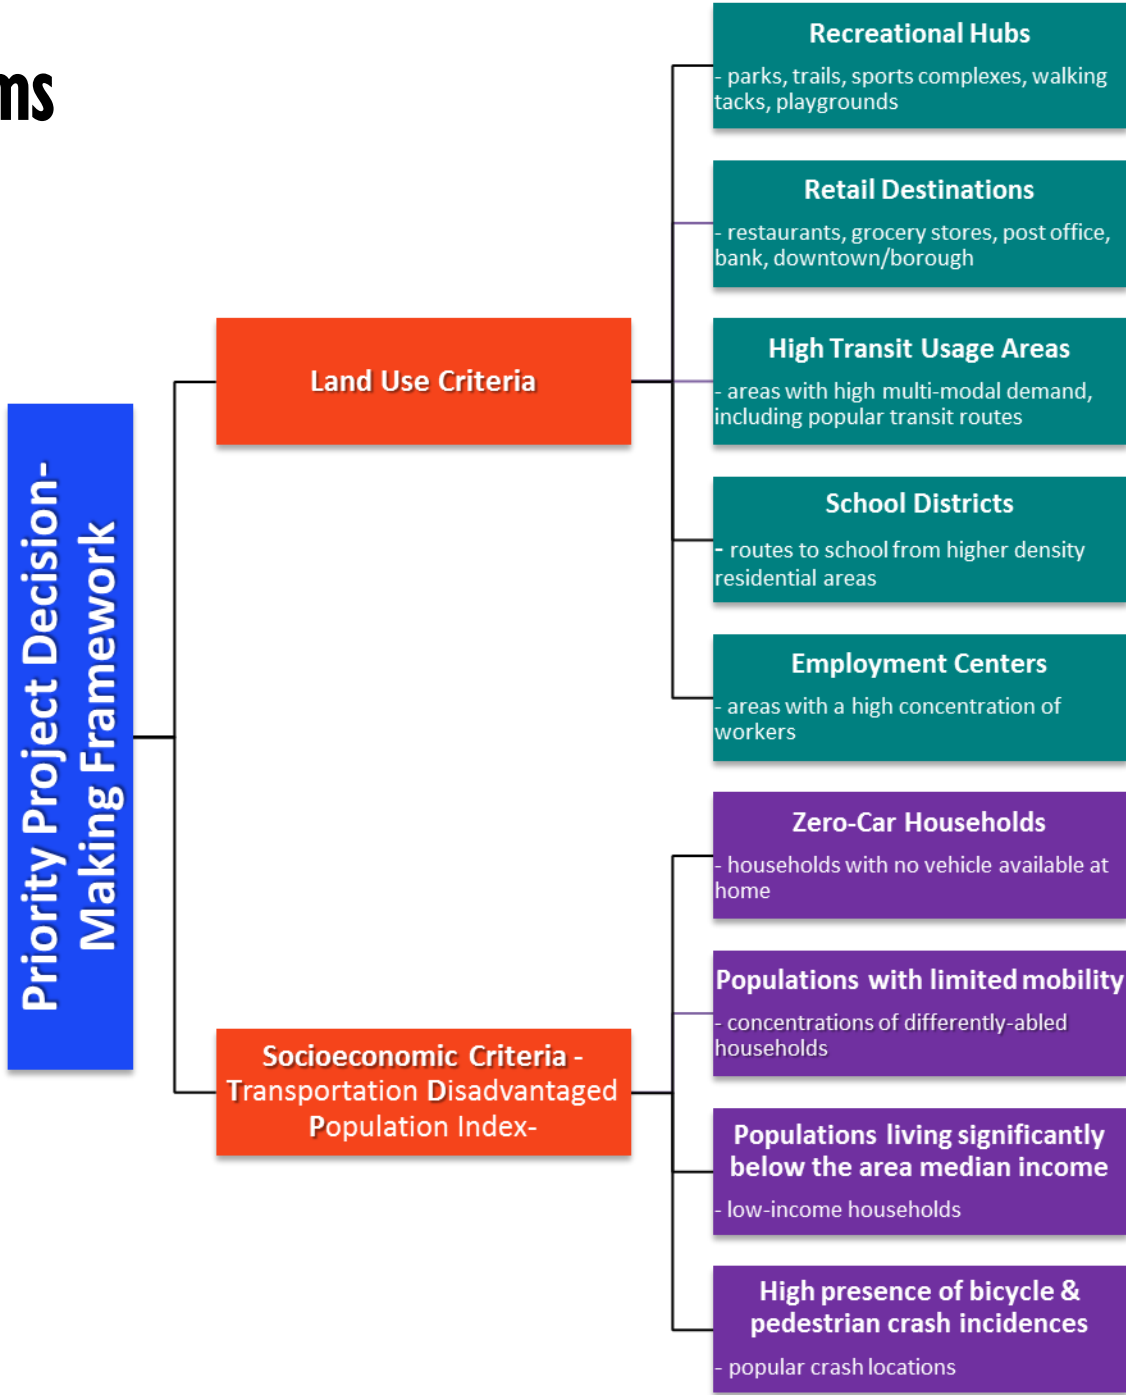 ms
Priority Project Decision-
Making Framework
Land Use Criteria
Socioeconomic Criteria -
Transportation Disadvantaged
Population Index-
Recreational Hubs
- parks, trails, sports complexes, walking
tacks, playgrounds
Retail Destinations
- restaurants, grocery stores, post office,
bank, downtown/borough
High Transit Usage Areas
- areas with high multi-modal demand,
including popular transit routes
School Districts
- routes to school from higher density
residential areas
Employment Centers
- areas with a high concentration of
workers
Zero-Car Households
- households with no vehicle available at
home
Populations with limited mobility
- concentrations of differently-abled
households
Populations living significantly
below the area median income
- low-income households
High presence of bicycle &
pedestrian crash incidences
- popular crash locations